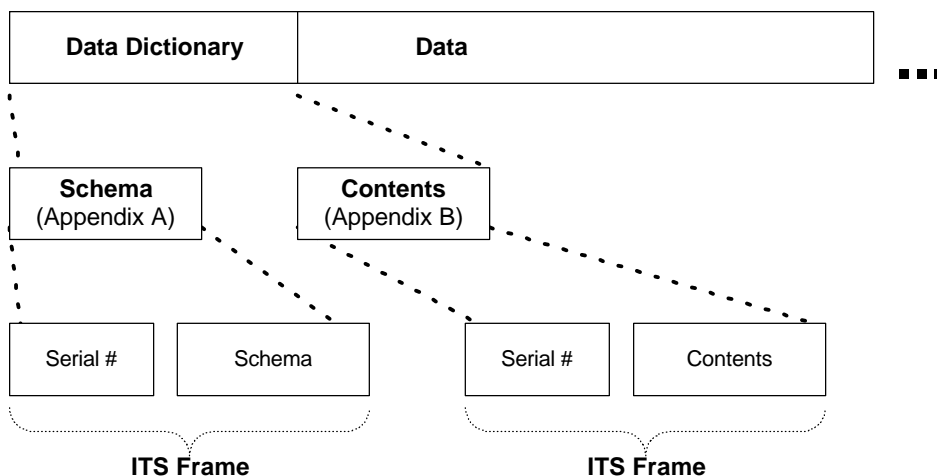 Data Dictionary
Data
Schema
(Appendix A)
Contents
(Appendix B)
Serial #
Schema
Serial #
Contents
ITS Frame
ITS Frame